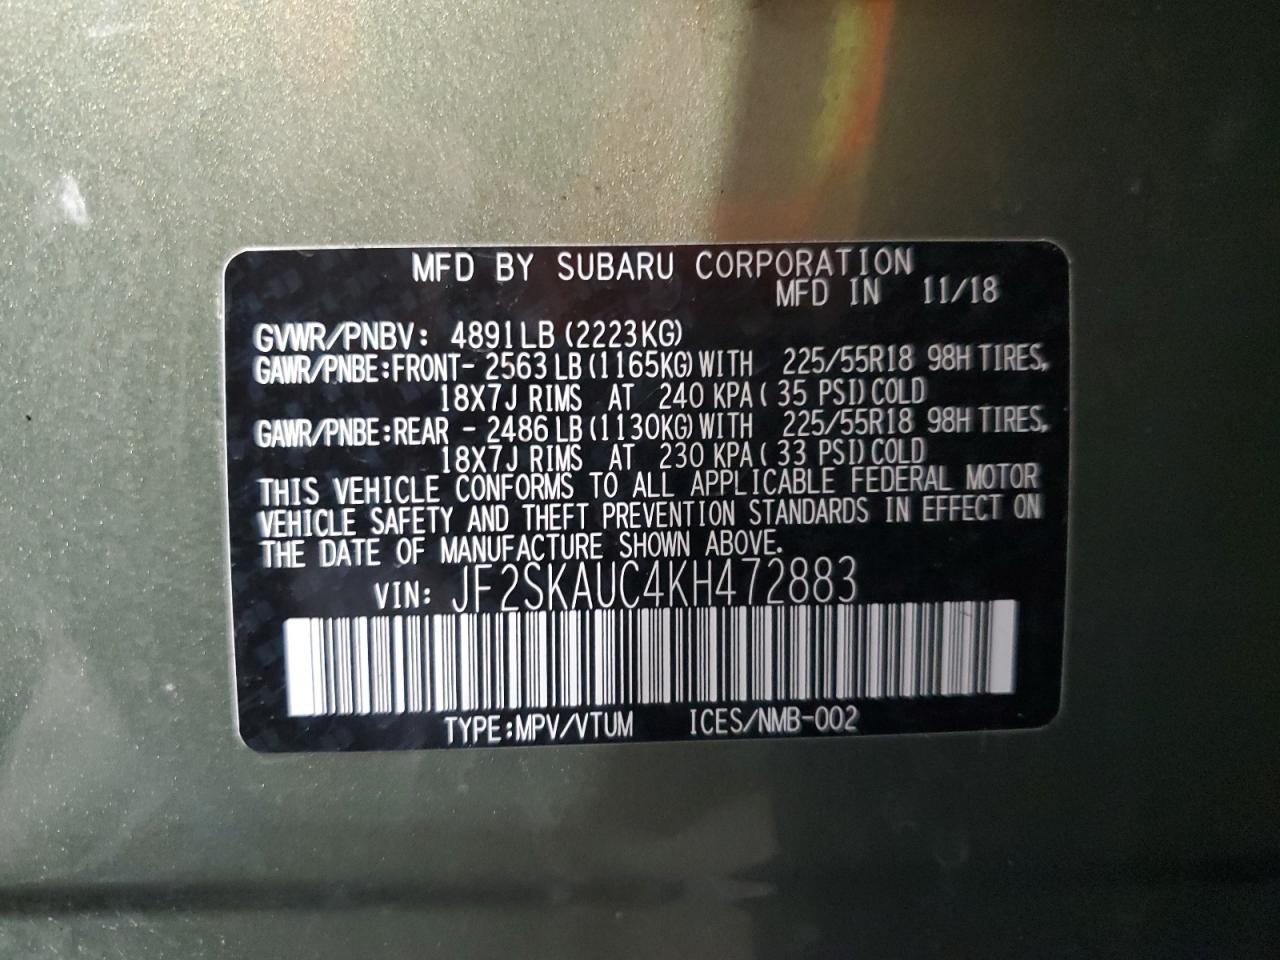 MFD BY SUBARU CORPORATION
MFD IN 11/18
GVWR/PNBV: 4891LB (2223KG)
GAWR/PNBE:FRONT- 2563 LB (1165KG) WITH 225/55R18 98H TIRES,
18X7J RIMS AT 240 KPA ( 35 PSI) COLD
GAWR/PNBE:REAR - 2486 LB (1130KG) WITH 225/55R18 98H TIRES,
18X7J RIMS AT 230 KPA ( 33 PSI) COLD
THIS VEHICLE CONFORMS TO ALL APPLICABLE FEDERAL MOTOR
VEHICLE SAFETY AND THEFT PREVENTION STANDARDS IN EFFECT ON
THE DATE OF MANUFACTURE SHOWN ABOVE.
VIN: JF2SKAUC4KH472883
TYPE:MPV/VTUM ICES/NMB-002